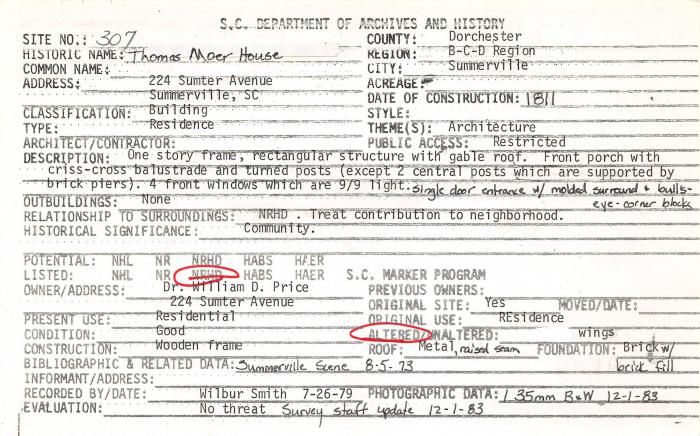 S.C. DEPARTMENT OF ARCHIVES AND HISTORY
SITE NO.: 307 COUNTY: Dorchester
HISTORIC NAME: Thomas Moer House REGION: B-C-D Region
COMMON NAME: CITY: Summerville
ADDRESS: 224 Sumter Avenue ACREAGE:
Summerville, SC DATE OF CONSTRUCTION: 1811
CLASSIFICATION: Building STYLE:
TYPE: Residence THEME(S): Architecture
ARCHITECT/CONTRACTOR: PUBLIC ACCESS: Restricted
DESCRIPTION: One story frame, rectangular structure with gable roof. Front porch with
criss-cross balustrade and turned posts (except 2 central posts which are supported by
brick piers). 4 front windows which are 9/9 light. single door entrance w/ molded surround & bulls-
OUTBUILDINGS: None eye-corner block
RELATIONSHIP TO SURROUNDINGS: NRHD. Treat contribution to neighborhood.
HISTORICAL SIGNIFICANCE: Community.
POTENTIAL: NHL NR NRHD HABS HAER
LISTED: NHL NR NRHD HABS HAER S.C. MARKER PROGRAM
OWNER/ADDRESS: Dr. William D. Price PREVIOUS OWNERS:
224 Sumter Avenue ORIGINAL SITE: Yes MOVED/DATE:
PRESENT USE: Residential ORIGINAL USE: REsidence
CONDITION: Good ALTERED/UNALTERED: wings
CONSTRUCTION: Wooden frame ROOF: Metal, raised seam FOUNDATION: Brick w/
BIBLIOGRAPHIC & RELATED DATA: Summerville Scene 8-5-73 brick fill
INFORMANT/ADDRESS:
RECORDED BY/DATE: Wilbur Smith 7-26-79 PHOTOGRAPHIC DATA: 1 35mm B&W 12-1-83
EVALUATION: No threat Survey staff update 12-1-83